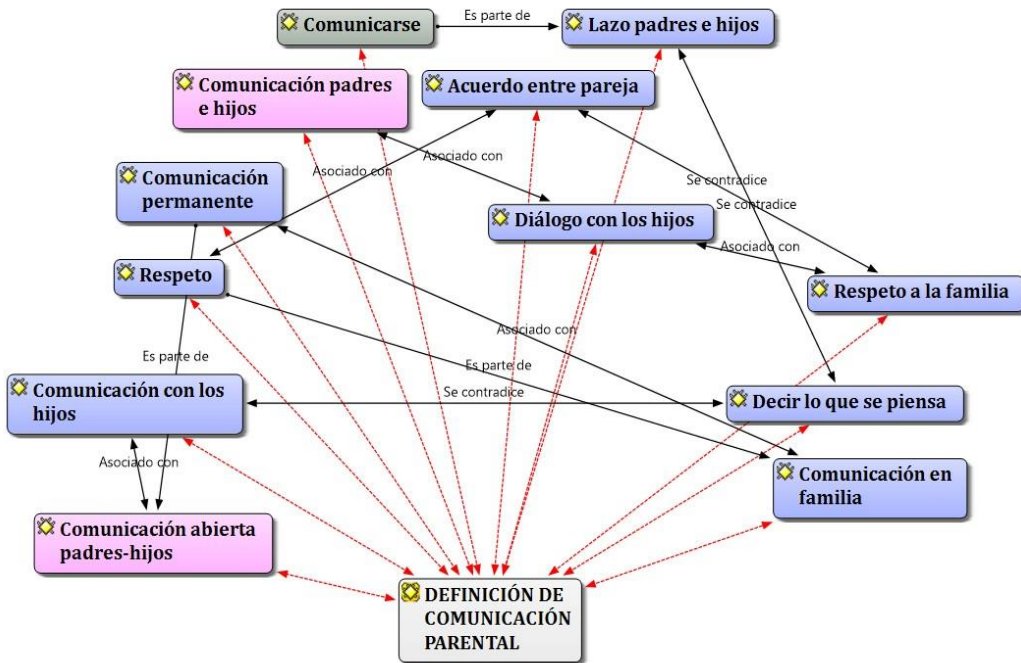 Comunicarse
Es parte de
Lazo padres e hijos
Comunicación padres
e hijos
Acuerdo entre pareja
Asociado con
Asociado con
Comunicación
permanente
Se contradice
Se contradice
Diálogo con los hijos
Asociado con
Respeto
Respeto a la familia
Asociado con
Es parte de
Es parte de
Comunicación con los
hijos
Se contradice
Decir lo que se piensa
Asociado con
Comunicación en
familia
Comunicación abierta
padres-hijos
DEFINICIÓN DE
COMUNICACIÓN
PARENTAL